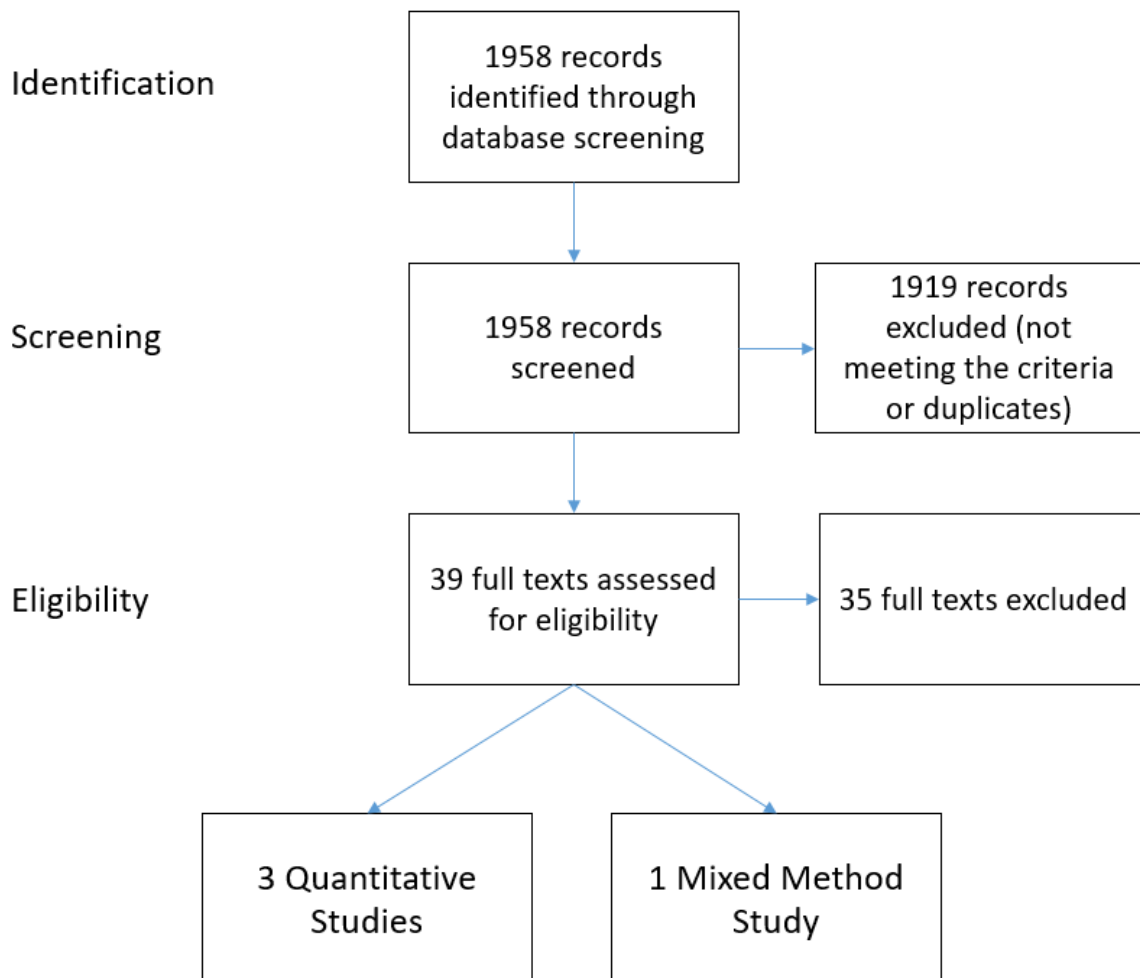 Identification
1958 records
identified through
database screening
Screening
1958 records
screened
1919 records
excluded (not
meeting the criteria
or duplicates)
Eligibility
39 full texts assessed
for eligibility
35 full texts excluded
3 Quantitative
Studies
1 Mixed Method
Study